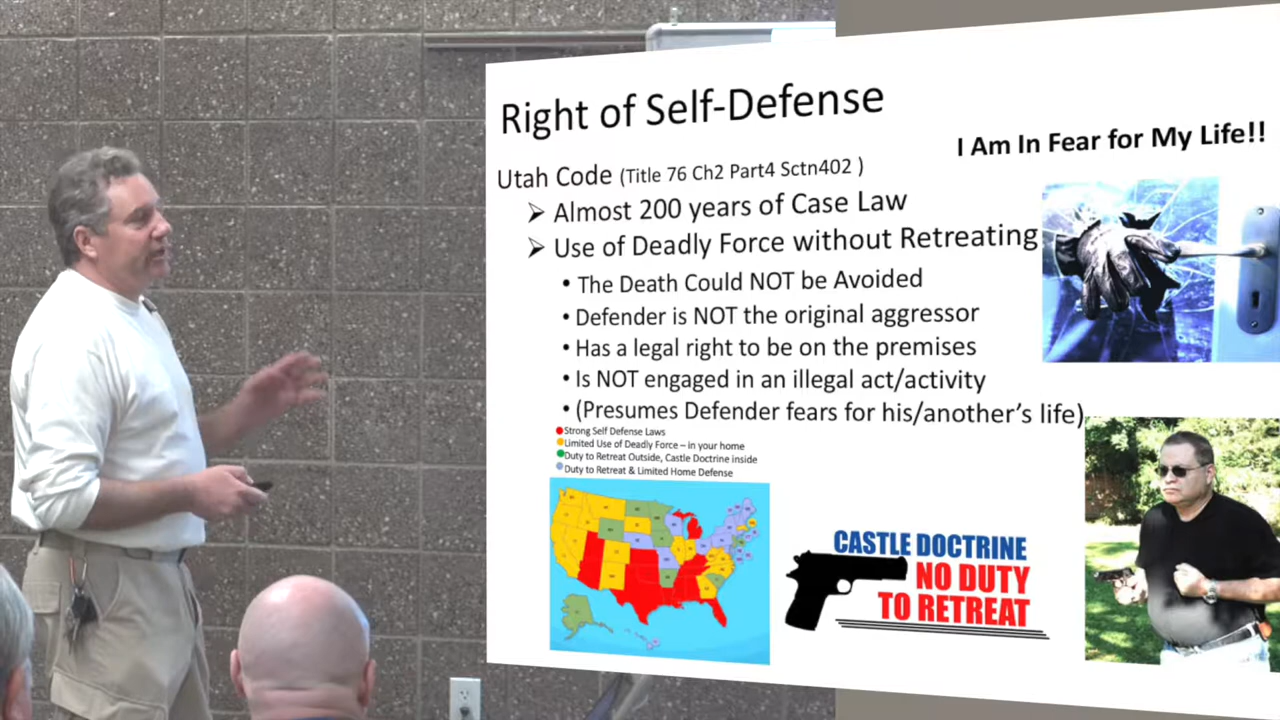 Right of Self-Defense
I Am In Fear for My Life!!
Utah Code (Title 76 Ch2 Part4 Sctn402 )
➢ Almost 200 years of Case Law
➢ Use of Deadly Force without Retreating
• The Death Could NOT be Avoided
• Defender is NOT the original aggressor
• Has a legal right to be on the premises
• Is NOT engaged in an illegal act/activity
• (Presumes Defender fears for his/another's life)
Strong Self Defense Laws
Limited Use of Deadly Force – in your home
Duty to Retreat Outside, Castle Doctrine inside
Duty to Retreat & Limited Home Defense
CASTLE DOCTRINE
NO DUTY
TO RETREAT